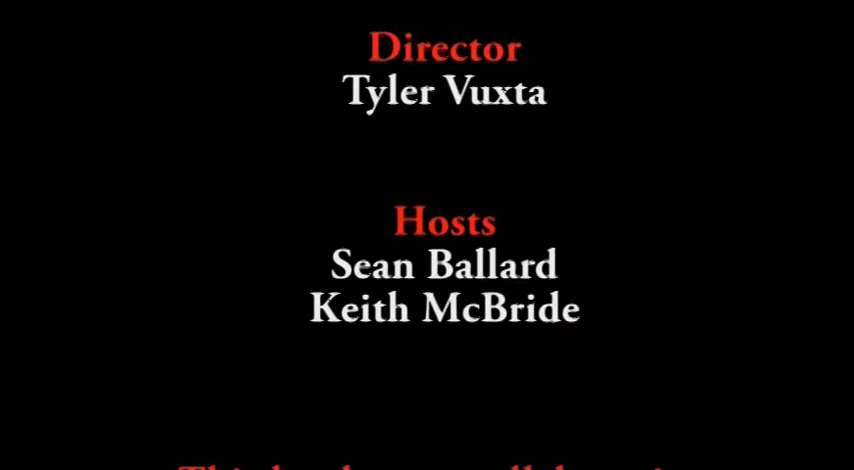 Director
Tyler Vuxta
Hosts
Sean Ballard
Keith McBride